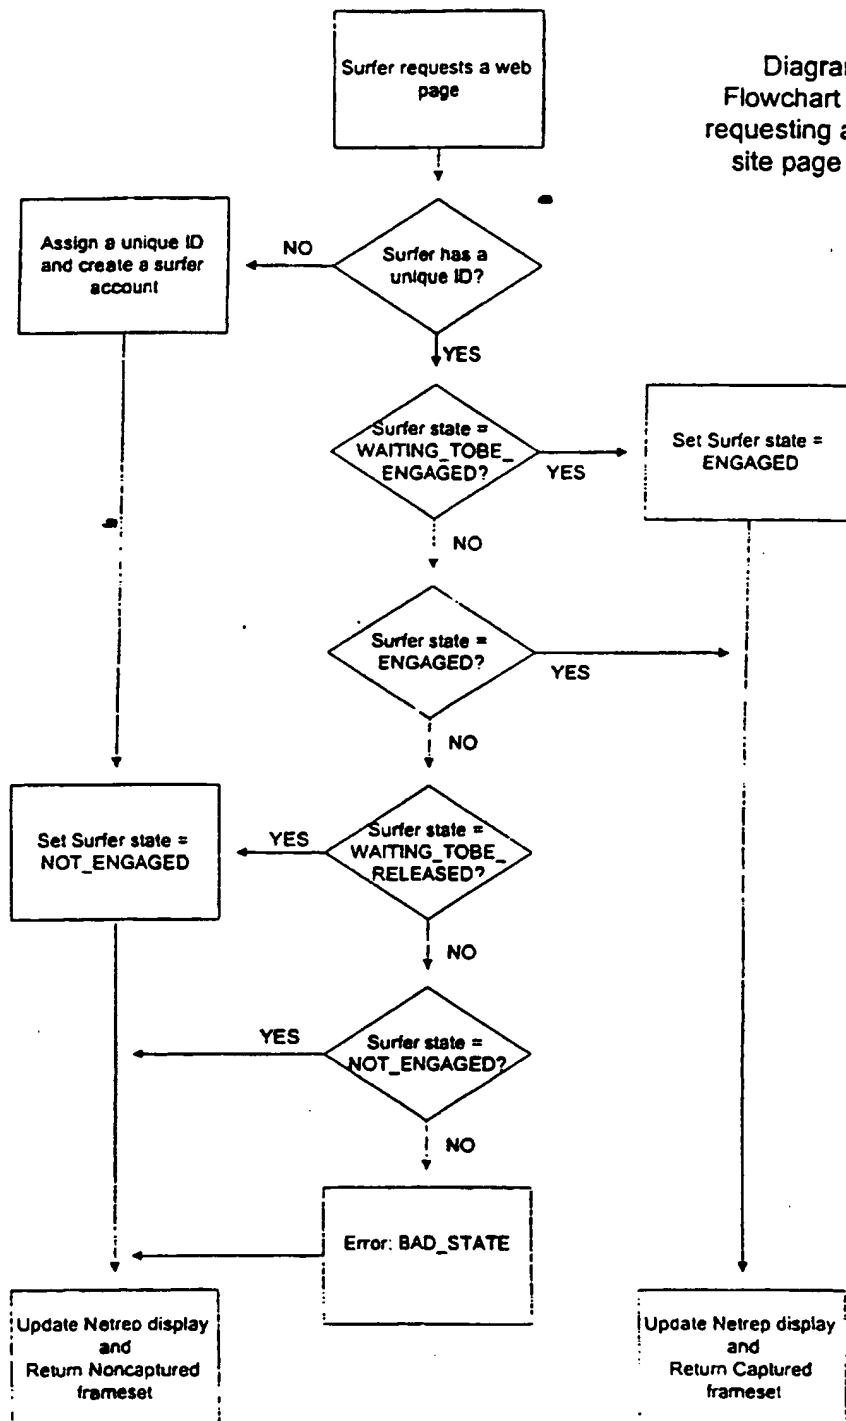 Surfer requests a web
page
Diagra
Flowchart
requesting a
site page
Assign a unique ID
and create a surfer
account
NO
Surfer has a
unique ID?
YES
Surfer state =
WAITING_TOBE_
ENGAGED?
YES
Set Surfer state =
ENGAGED
NO
Surfer state =
ENGAGED?
YES
NO
Set Surfer state =
NOT_ENGAGED
YES
Surfer state =
WAITING_TOBE_
RELEASED?
NO
YES
Surfer state =
NOT_ENGAGED?
NO
Error: BAD_STATE
Update Netrep display
and
Return Noncaptured
frameset
Update Netrep display
and
Return Captured
frameset